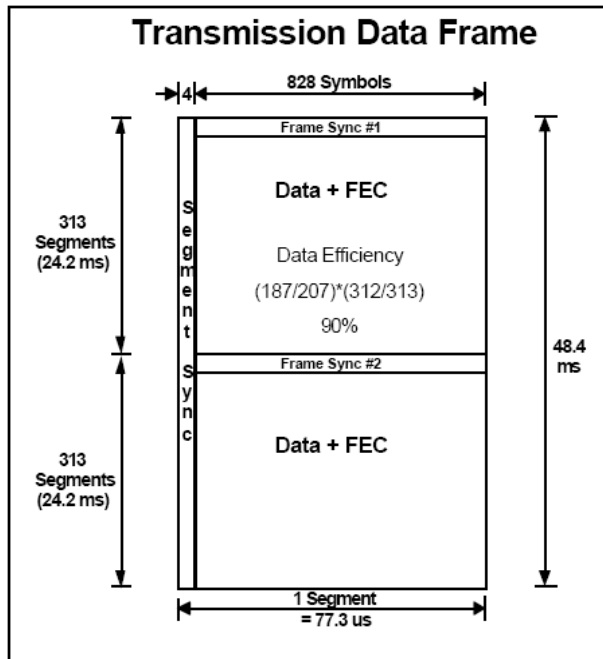 Transmission Data Frame
4
828 Symbols
Frame Sync #1
Data + FEC
313
Segments
(24.2 ms)
Data Efficiency
(187/207)*(312/313)
90%
Segment Sync
Frame Sync #2
48.4
ms
Data + FEC
313
Segments
(24.2 ms)
1 Segment
= 77.3 us